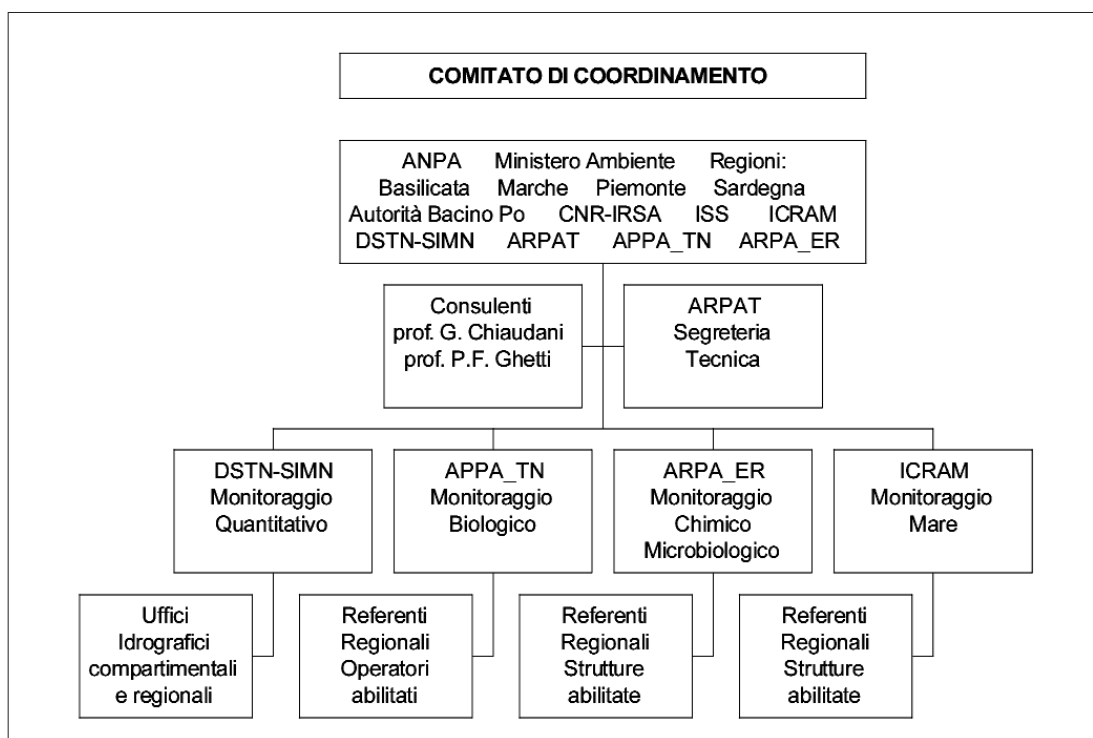 COMITATO DI COORDINAMENTO
ANPA Ministero Ambiente Regioni:
Basilicata Marche Piemonte Sardegna
Autorità Bacino Po CNR-IRSA ISS ICRAM
DSTN-SIMN ARPAT APPA_TN ARPA_ER
Consulenti
prof. G. Chiaudani
prof. P.F. Ghetti
ARPAT
Segreteria
Tecnica
DSTN-SIMN
Monitoraggio
Quantitativo
APPA_TN
Monitoraggio
Biologico
ARPA_ER
Monitoraggio
Chimico
Microbiologico
ICRAM
Monitoraggio
Mare
Uffici
Idrografici
compartimentali
e regionali
Referenti
Regionali
Operatori
abilitati
Referenti
Regionali
Strutture
abilitate
Referenti
Regionali
Strutture
abilitate